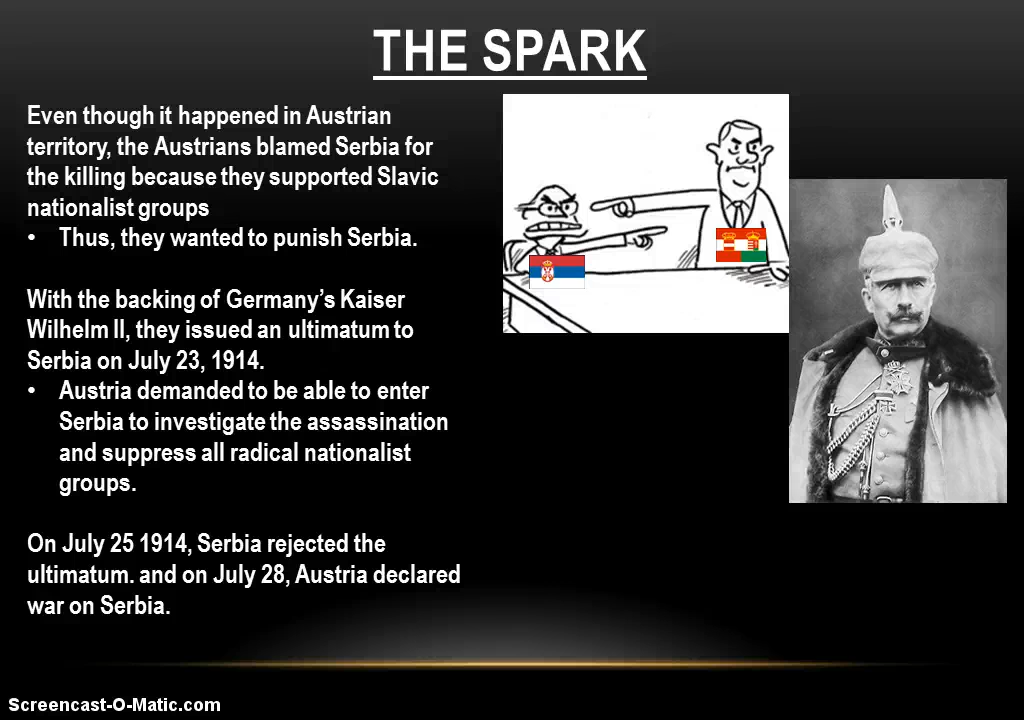 THE SPARK
Even though it happened in Austrian
territory, the Austrians blamed Serbia for
the killing because they supported Slavic
nationalist groups
• Thus, they wanted to punish Serbia.
With the backing of Germany’s Kaiser
Wilhelm II, they issued an ultimatum to
Serbia on July 23, 1914.
• Austria demanded to be able to enter
Serbia to investigate the assassination
and suppress all radical nationalist
groups.
On July 25 1914, Serbia rejected the
ultimatum. and on July 28, Austria declared
war on Serbia.
Screencast-O-Matic.com